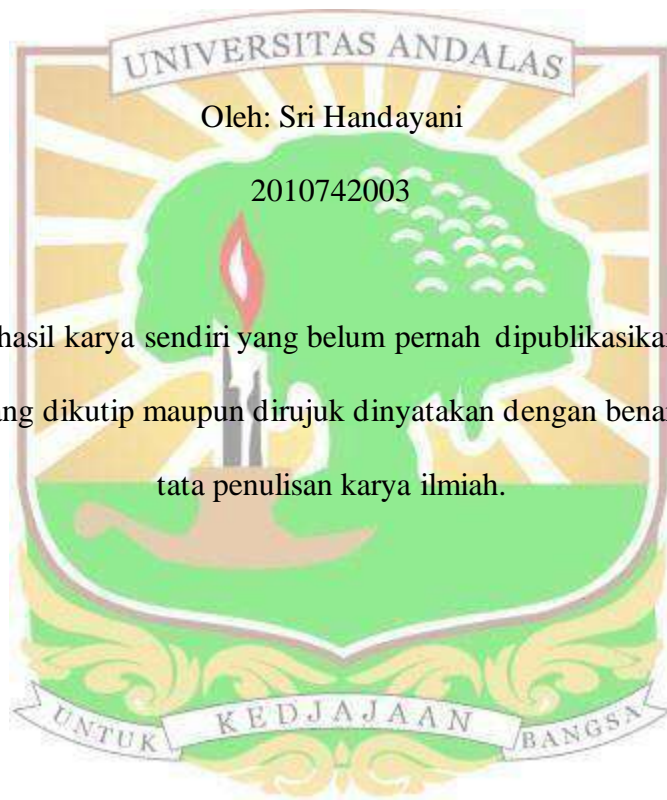 UNIVERSITAS ANDALAS
Oleh: Sri Handayani
2010742003
hasil karya sendiri yang belum pernah dipublikasikan
ang dikutip maupun dirujuk dinyatakan dengan benar
tata penulisan karya ilmiah.
UNTUK KEDJAJAAN BANGSA